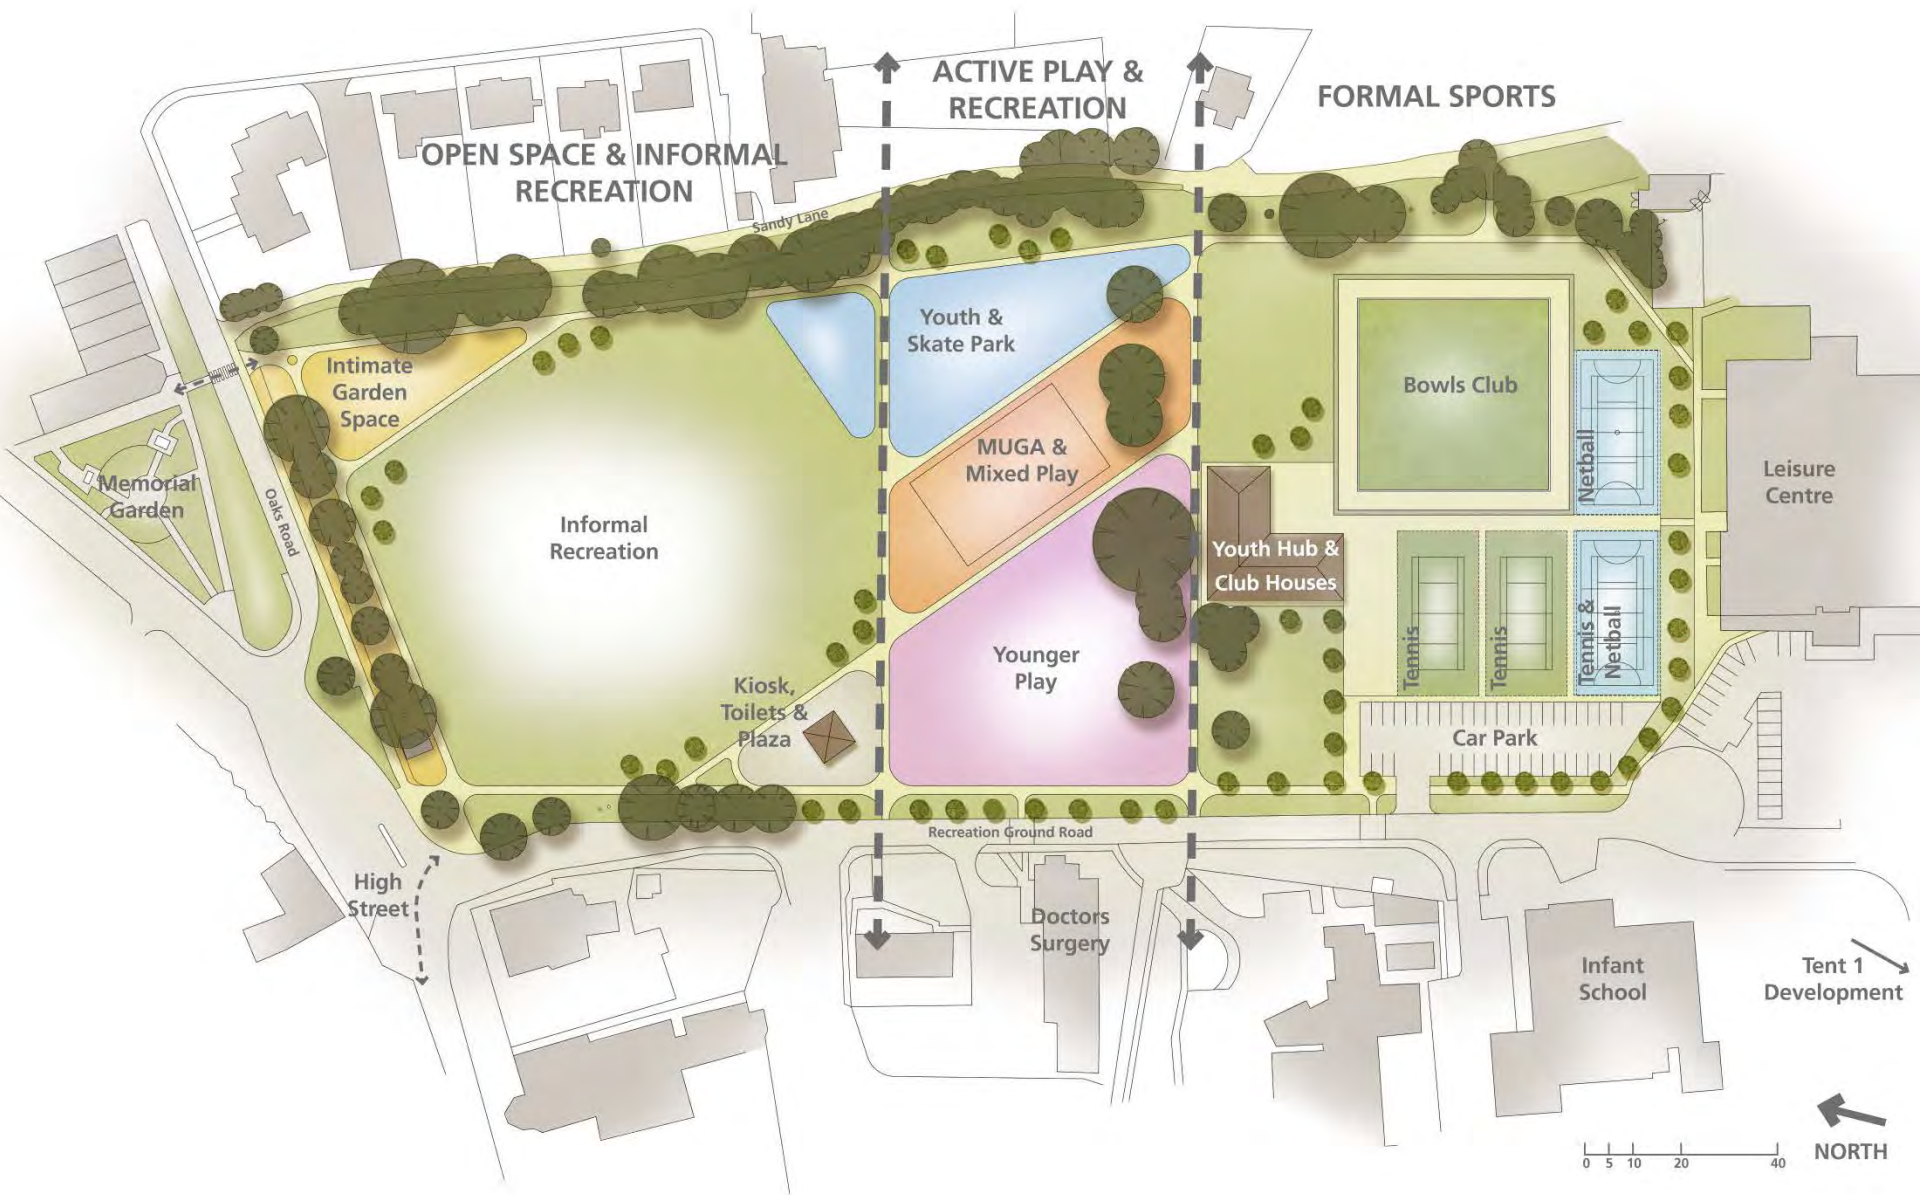 ACTIVE PLAY &
RECREATION
FORMAL SPORTS
OPEN SPACE & INFORMAL
RECREATION
Sandy Lane
Youth &
Skate Park
Intimate
Garden
Space
Bowls Club
Netball
MUGA &
Mixed Play
Leisure
Centre
Memorial
Garden
Oaks Road
Informal
Recreation
Youth Hub &
Club Houses
Tennis
Tennis
Tennis &
Netball
Younger
Play
Kiosk,
Toilets &
Plaza
Car Park
Recreation Ground Road
High
Street
Doctors
Surgery
Infant
School
Tent 1
Development
NORTH
0 5 10 20 40